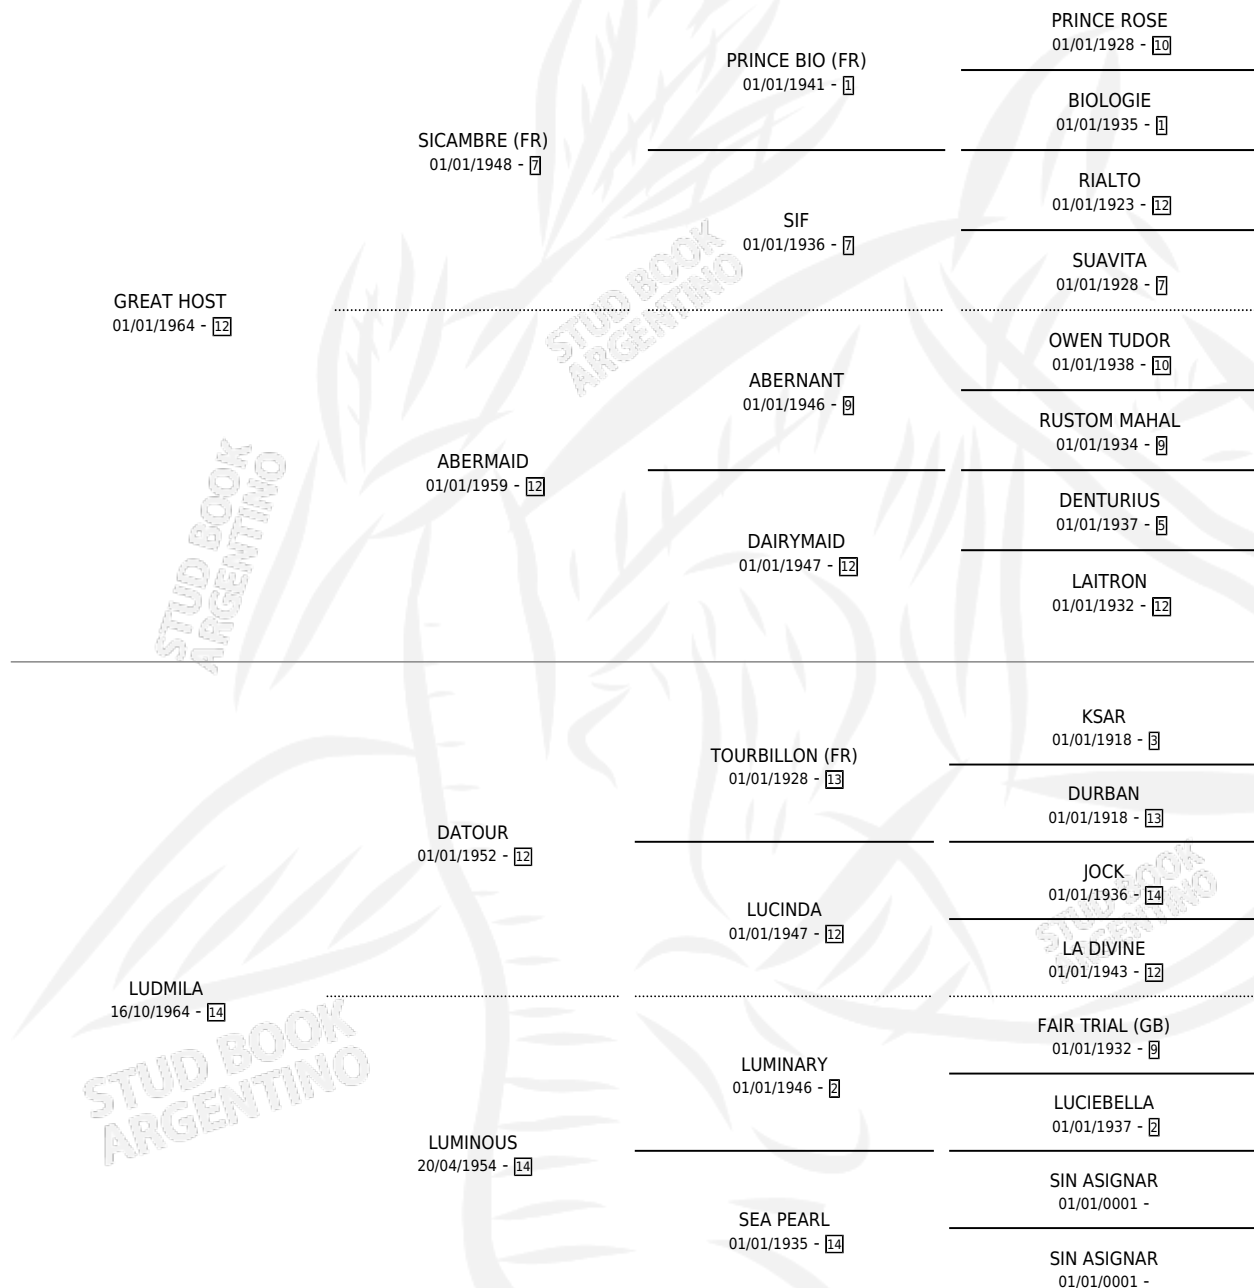 PRINCE ROSE
01/01/1928 - 10
PRINCE BIO (FR)
01/01/1941 - 1
BIOLOGIE
01/01/1935 - 1
SICAMBRE (FR)
01/01/1948 - 7
RIALTO
01/01/1923 - 12
SIF
01/01/1936 - 7
SUAVITA
01/01/1928 - 7
GREAT HOST
01/01/1964 - 12
OWEN TUDOR
01/01/1938 - 10
ABERNANT
01/01/1946 - 9
RUSTOM MAHAL
01/01/1934 - 9
ABERMAID
01/01/1959 - 12
DENTURIUS
01/01/1937 - 5
DAIRYMAID
01/01/1947 - 12
LAITRON
01/01/1932 - 12
KSAR
01/01/1918 - 3
TOURBILLON (FR)
01/01/1928 - 13
DURBAN
01/01/1918 - 13
DATOUR
01/01/1952 - 12
JOCK
01/01/1936 - 14
LUCINDA
01/01/1947 - 12
LA DIVINE
01/01/1943 - 12
LUDMILA
16/10/1964 - 14
FAIR TRIAL (GB)
01/01/1932 - 9
LUMINARY
01/01/1946 - 2
LUCIEBELLA
01/01/1937 - 2
LUMINOUS
20/04/1954 - 14
SIN ASIGNAR
01/01/0001 -
SEA PEARL
01/01/1935 - 14
SIN ASIGNAR
01/01/0001 -
STUD BOOK
ARGENTINO
STUD BOOK
ARGENTINO
STUD BOOK
ARGENTINO
STUD BOOK
ARGENTINO